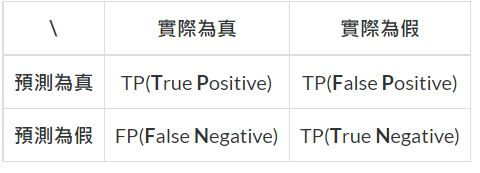 \ 實際為真 實際為假
預測為真 TP(True Positive) TP(False Positive)
預測為假 FP(False Negative) TP(True Negative)